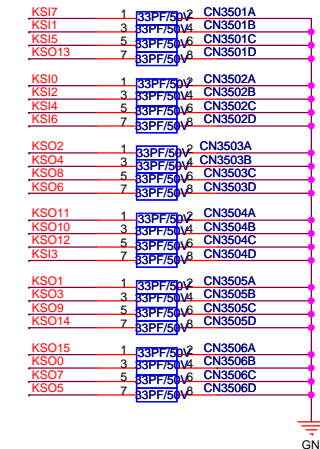 KSI7 1 33PF/50V 2 CN3501A
KSI1 3 33PF/50V 4 CN3501B
KSI5 5 33PF/50V 6 CN3501C
KSO13 7 33PF/50V 8 CN3501D
KSI0 1 33PF/50V 2 CN3502A
KSI2 3 33PF/50V 4 CN3502B
KSI4 5 33PF/50V 6 CN3502C
KSI6 7 33PF/50V 8 CN3502D
KSO2 1 33PF/50V 2 CN3503A
KSO4 3 33PF/50V 4 CN3503B
KSO8 5 33PF/50V 6 CN3503C
KSO6 7 33PF/50V 8 CN3503D
KSO11 1 33PF/50V 2 CN3504A
KSO10 3 33PF/50V 4 CN3504B
KSO12 5 33PF/50V 6 CN3504C
KSI3 7 33PF/50V 8 CN3504D
KSO1 1 33PF/50V 2 CN3505A
KSO3 3 33PF/50V 4 CN3505B
KSO9 5 33PF/50V 6 CN3505C
KSO14 7 33PF/50V 8 CN3505D
KSO15 1 33PF/50V 2 CN3506A
KSO0 3 33PF/50V 4 CN3506B
KSO7 5 33PF/50V 6 CN3506C
KSO5 7 33PF/50V 8 CN3506D
GN